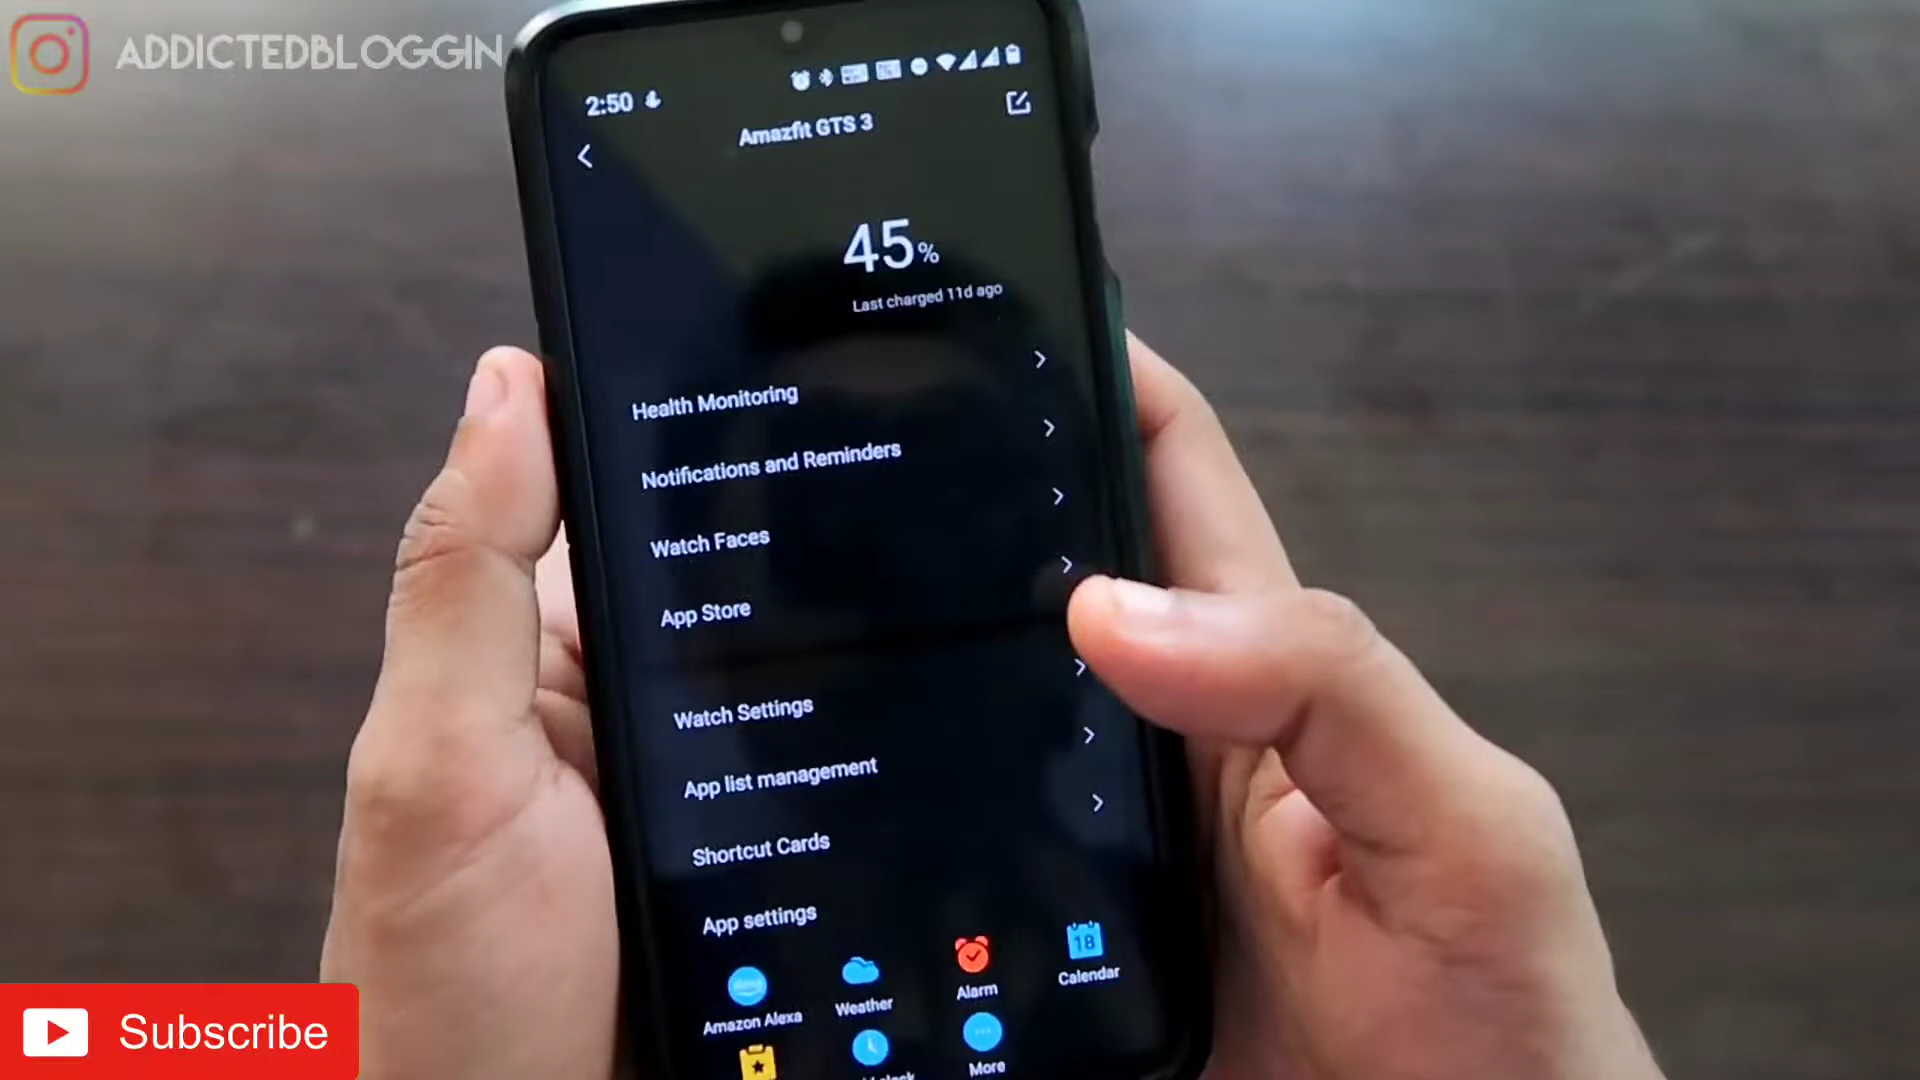 ADDICTEDBLOGGIN
2:50
Amazfit GTS 3
45%
Last charged 11d ago
Health Monitoring
Notifications and Reminders
Watch Faces
App Store
Watch Settings
App list management
Shortcut Cards
App settings
18
Amazon Alexa
Weather
Alarm
Calendar
More
Subscribe